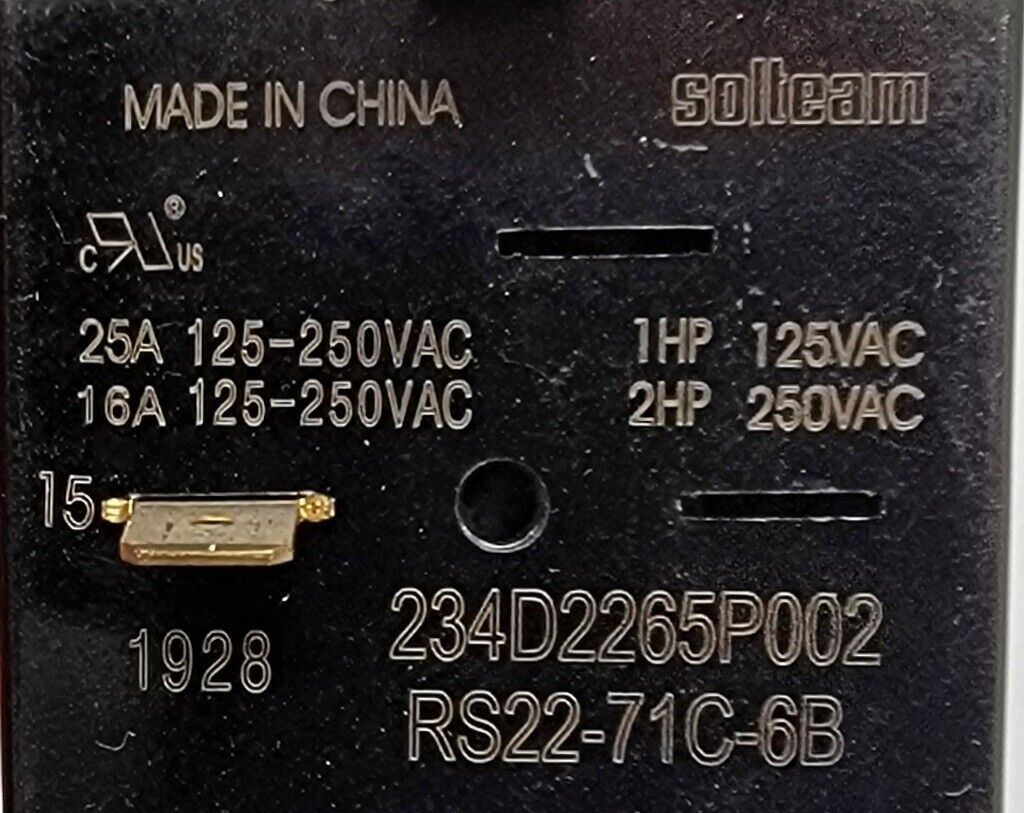 MADE IN CHINA
solteam
C RU ® US
25A 125-250VAC
1HP 125VAC
16A 125-250VAC
2HP 250VAC
15
1928
234D2265P002
RS22-71C-6B